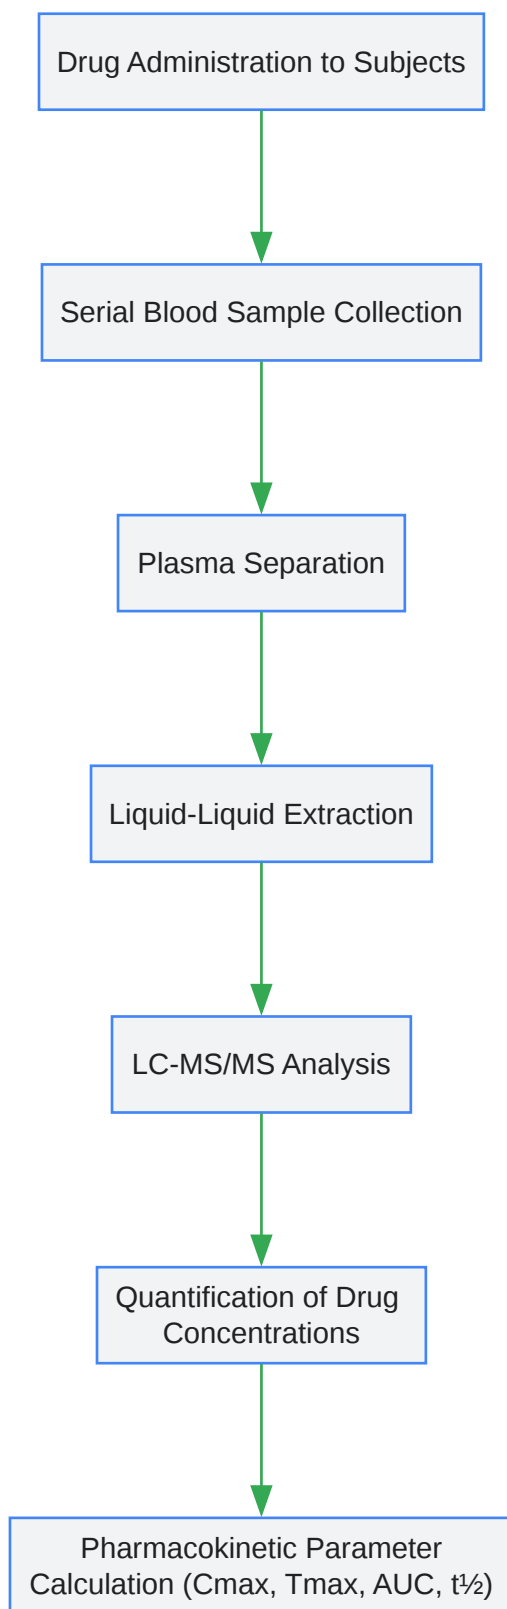 Drug Administration to Subjects
Serial Blood Sample Collection
Plasma Separation
Liquid-Liquid Extraction
LC-MS/MS Analysis
Quantification of Drug
Concentrations
Pharmacokinetic Parameter
Calculation (Cmax, Tmax, AUC, t½)